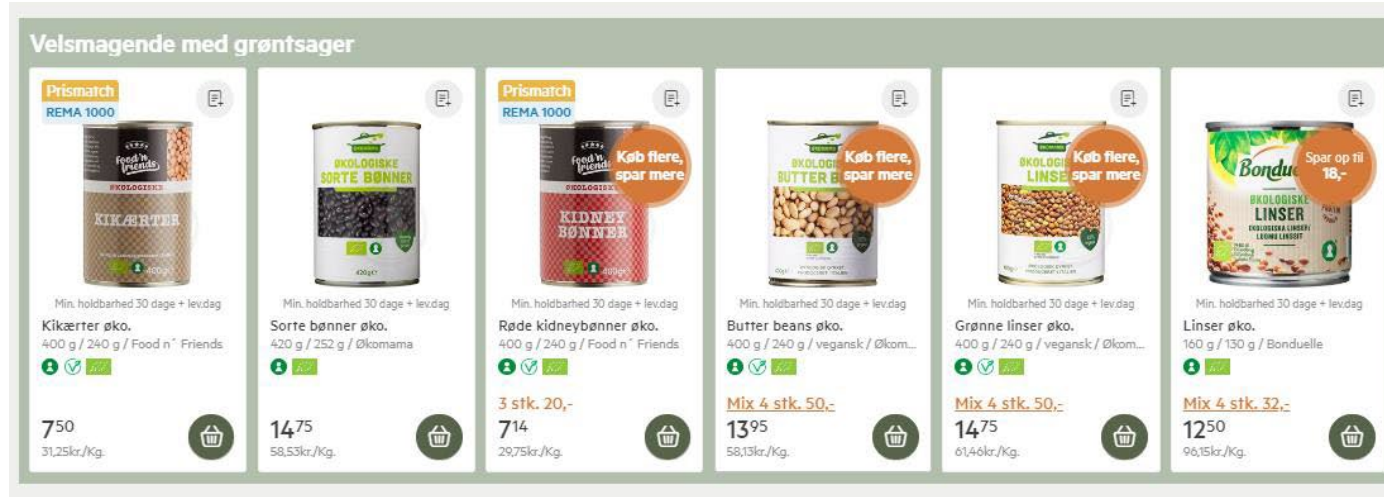 Velsmagende med grøntsager
Prismatch
REMA 1000
Food'n friends
ØKOLOGISKE
KIKÆRTER
400g
Min. holdbarhed 30 dage + lev.dag
Kikærter øko.
400 g / 240 g / Food n´ Friends
7 50
31,25kr./Kg.
ØKOLOGISKE
SORTE BØNNER
420g
Min. holdbarhed 30 dage + lev.dag
Sorte bønner øko.
420 g / 252 g / Økomama
14 75
58,53kr./Kg.
Prismatch
REMA 1000
Køb flere,
spar mere
Food'n
KIDNEY
BØNNER
400g
Min. holdbarhed 30 dage + lev.dag
Røde kidneybønner øko.
400 g / 240 g / Food n´ Friends
3 stk. 20,-
7 14
29,75kr./Kg.
Køb flere,
spar mere
BUTTER
Min. holdbarhed 30 dage + lev.dag
Butter beans øko.
400 g / 240 g / vegansk / Økom...
Mix 4 stk. 50,-
13 95
58,13kr./Kg.
Køb flere,
spar mere
LINSE
Min. holdbarhed 30 dage + lev.dag
Grønne linser øko.
400 g / 240 g / vegansk / Økom...
Mix 4 stk. 50,-
14 75
61,46kr./Kg.
Spar op til
18,-
Bondue
ØKOLOGISKE
LINSER
ØKOLOGISKA LINSER/
LUOMU LINSSIT
Min. holdbarhed 30 dage + lev.dag
Linser øko.
160 g / 130 g / Bonduelle
Mix 4 stk. 32,-
12 50
96,15kr./Kg.